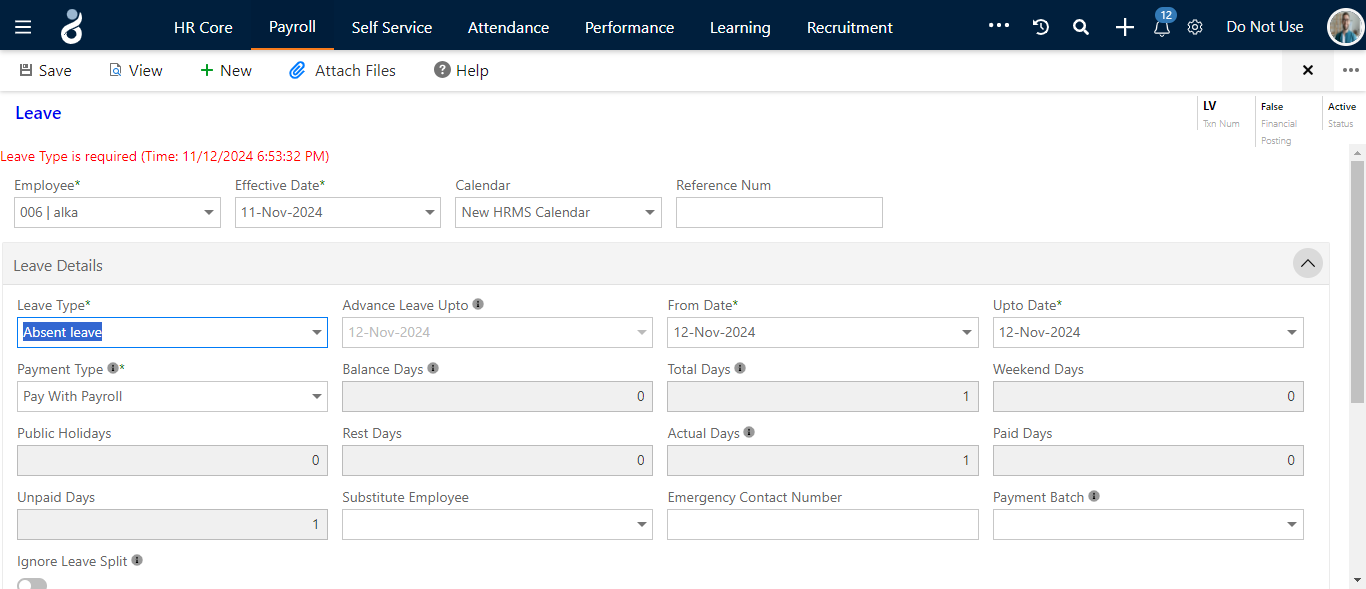 HR Core Payroll Self Service Attendance Performance Learning Recruitment ••• 12 Do Not Use
Save View + New Attach Files ? Help ✕ •••
Leave
LV False Active
Txn Num Financial Posting Status
Leave Type is required (Time: 11/12/2024 6:53:32 PM)
Employee* Effective Date* Calendar Reference Num
006 | alka 11-Nov-2024 New HRMS Calendar
Leave Details
Leave Type* Advance Leave Upto From Date* Upto Date*
Absent leave 12-Nov-2024 12-Nov-2024 12-Nov-2024
Payment Type * Balance Days Total Days Weekend Days
Pay With Payroll 0 1 0
Public Holidays Rest Days Actual Days Paid Days
0 0 1 0
Unpaid Days Substitute Employee Emergency Contact Number Payment Batch
1
Ignore Leave Split